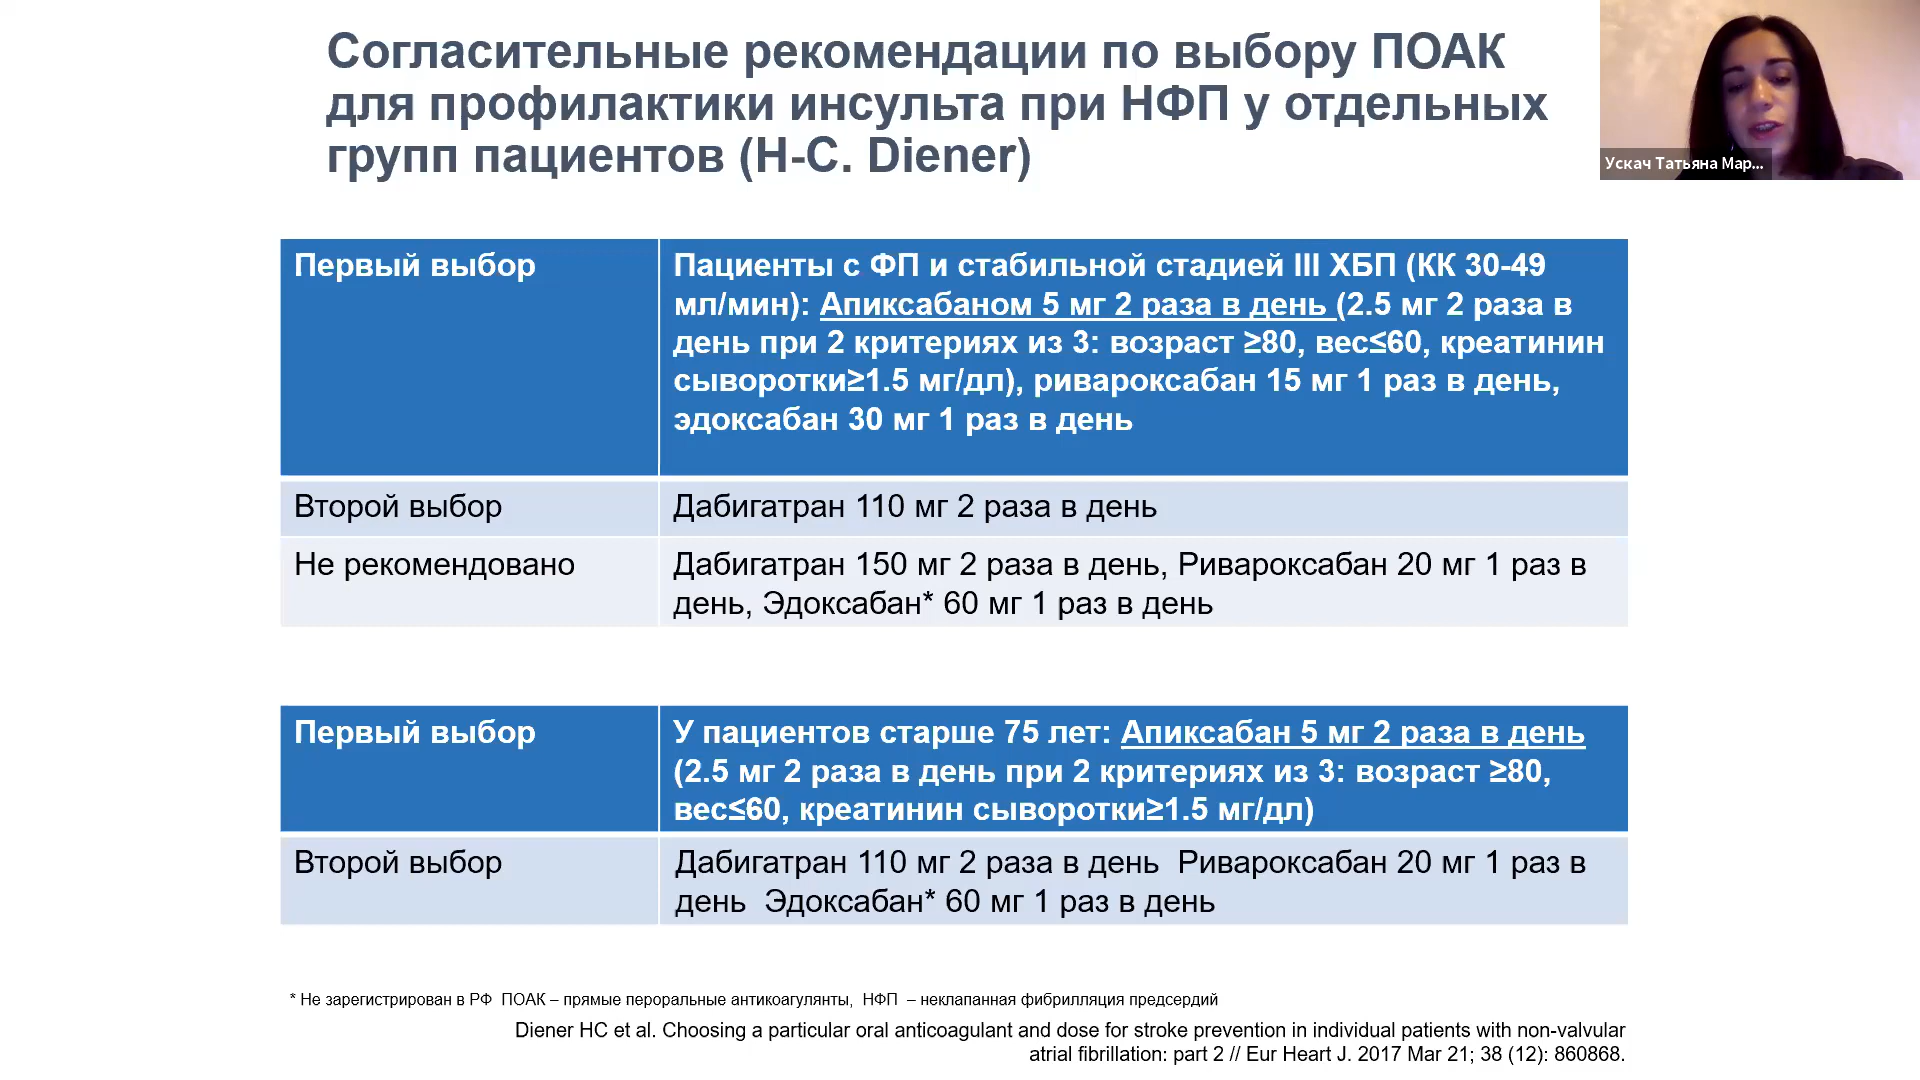 Согласительные рекомендации по выбору ПОАК
для профилактики инсульта при НФП у отдельных
групп пациентов (H-C. Diener)
Ускач Татьяна Мар...
Первый выбор
Пациенты с ФП и стабильной стадией III ХБП (КК 30-49
мл/мин): Апиксабаном 5 мг 2 раза в день (2.5 мг 2 раза в
день при 2 критериях из 3: возраст ≥80, вес≤60, креатинин
сыворотки≥1.5 мг/дл), ривароксабан 15 мг 1 раз в день,
эдоксабан 30 мг 1 раз в день
Второй выбор
Дабигатран 110 мг 2 раза в день
Не рекомендовано
Дабигатран 150 мг 2 раза в день, Ривароксабан 20 мг 1 раз в
день, Эдоксабан* 60 мг 1 раз в день
Первый выбор
У пациентов старше 75 лет: Апиксабан 5 мг 2 раза в день
(2.5 мг 2 раза в день при 2 критериях из 3: возраст ≥80,
вес≤60, креатинин сыворотки≥1.5 мг/дл)
Второй выбор
Дабигатран 110 мг 2 раза в день  Ривароксабан 20 мг 1 раз в
день  Эдоксабан* 60 мг 1 раз в день
* Не зарегистрирован в РФ  ПОАК – прямые пероральные антикоагулянты,  НФП  – неклапанная фибрилляция предсердий
Diener HC et al. Choosing a particular oral anticoagulant and dose for stroke prevention in individual patients with non-valvular
atrial fibrillation: part 2 // Eur Heart J. 2017 Mar 21; 38 (12): 860868.